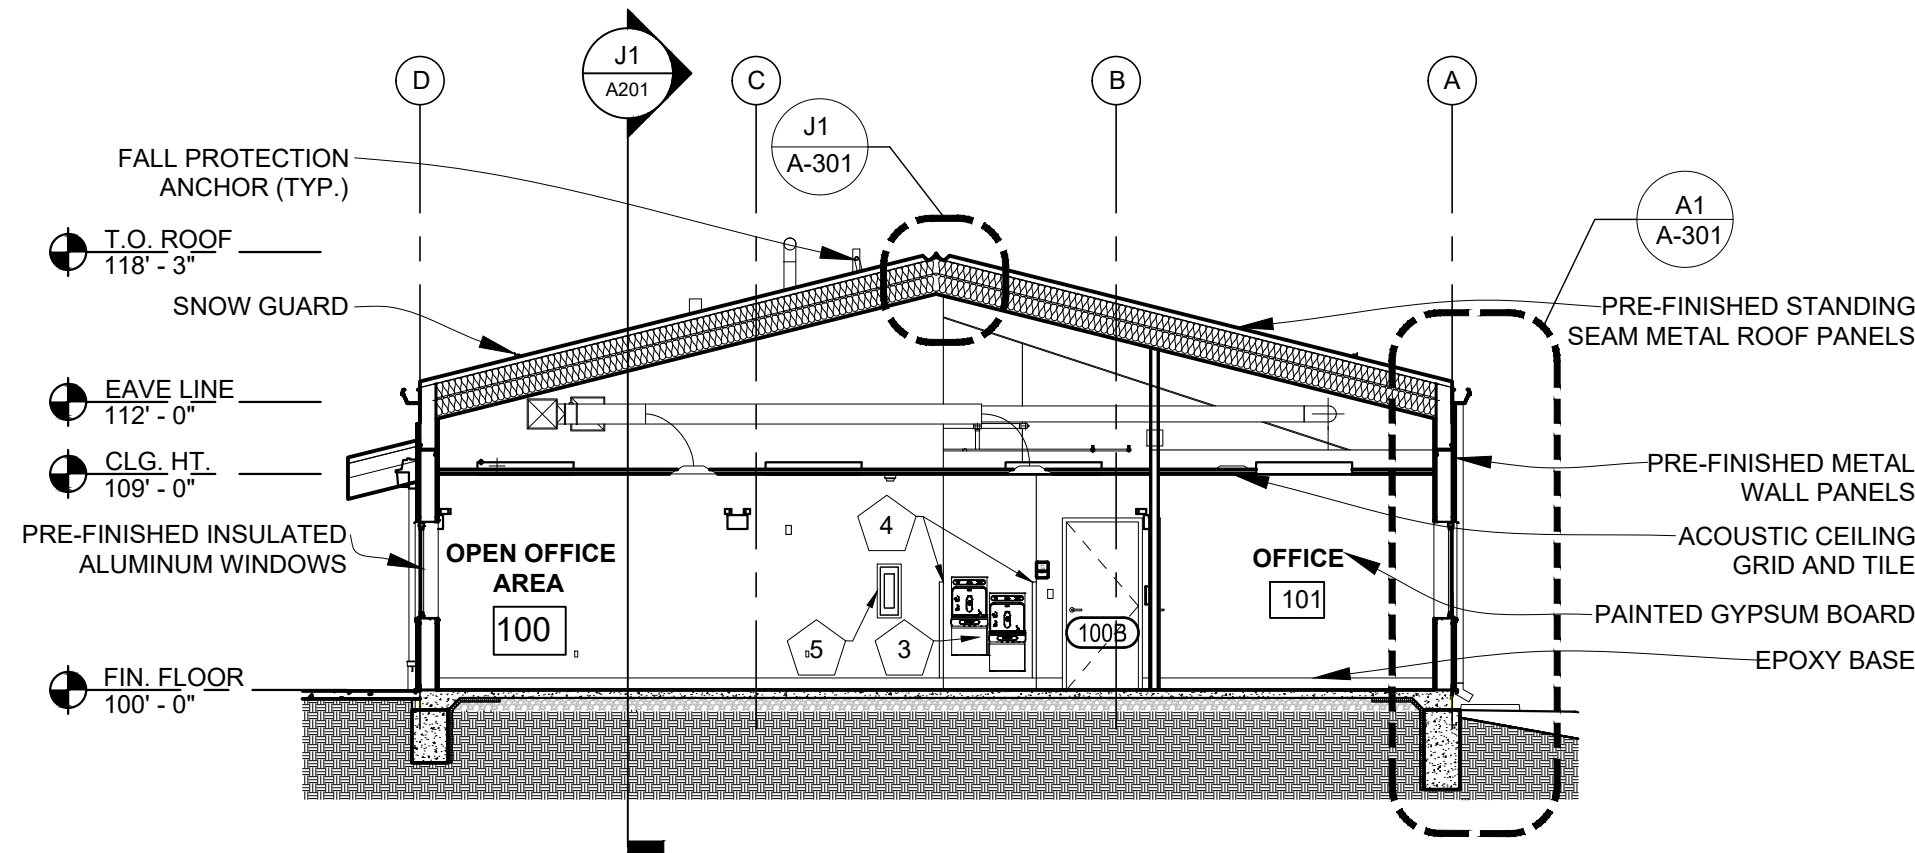 J1
A201
D
C
B
A
J1
A-301
FALL PROTECTION
ANCHOR (TYP.)
A1
A-301
T.O. ROOF
118' - 3"
SNOW GUARD
PRE-FINISHED STANDING
SEAM METAL ROOF PANELS
EAVE LINE
112' - 0"
CLG. HT.
109' - 0"
PRE-FINISHED METAL
WALL PANELS
PRE-FINISHED INSULATED
ALUMINUM WINDOWS
4
ACOUSTIC CEILING
GRID AND TILE
OPEN OFFICE
AREA
100
OFFICE
101
PAINTED GYPSUM BOARD
5
3
100B
EPOXY BASE
FIN. FLOOR
100' - 0"